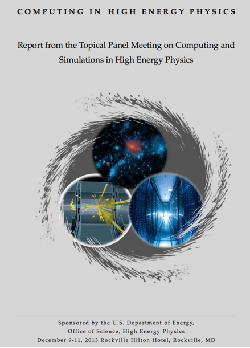 COMPUTING IN HIGH ENERGY PHYSICS
Report from the Topical Panel Meeting on Computing and
Simulations in High Energy Physics
Sponsored by the U.S. Department of Energy,
Office of Science, High Energy Physics
December 9-11, 2013 Rockville Hilton Hotel, Rockville, MD